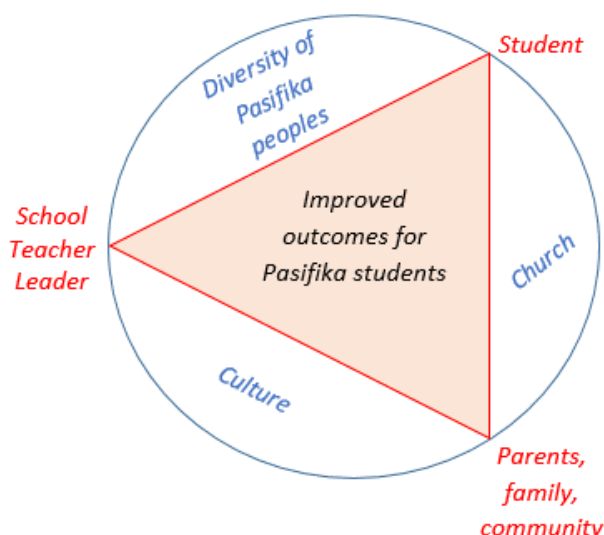 Student
Diversity of
Pasifika
peoples
Improved
outcomes for
Pasifika students
School
Teacher
Leader
Church
Culture
Parents,
family,
community